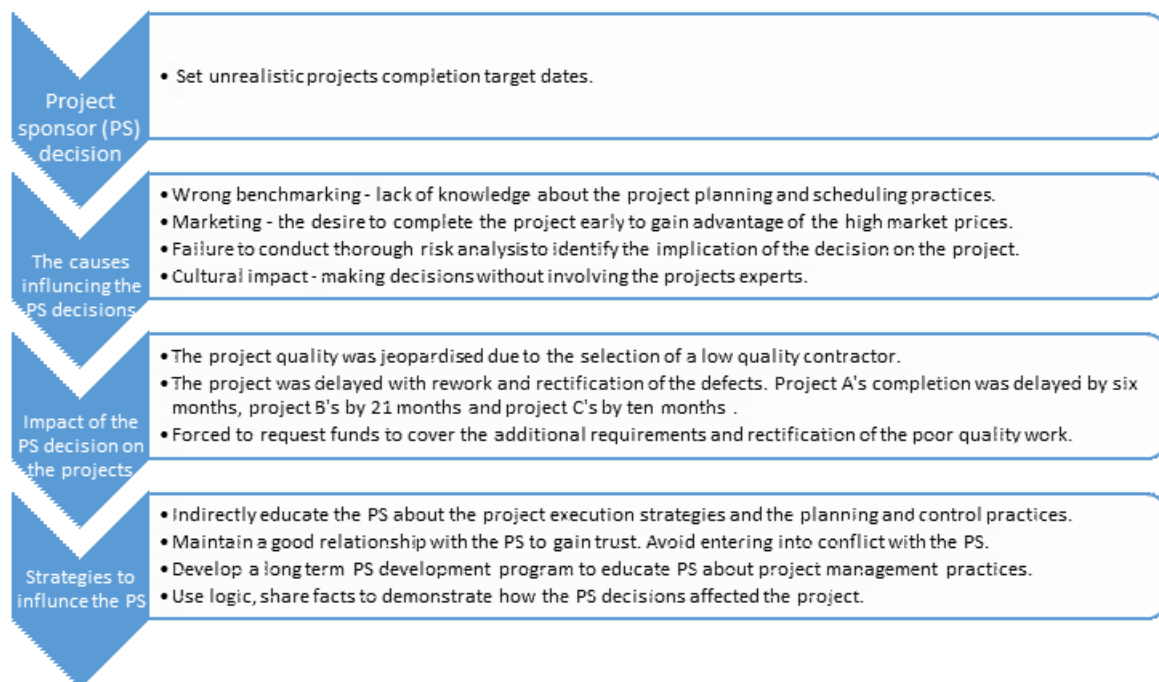 Project
sponsor (PS)
decision
• Set unrealistic projects completion target dates.
The causes
influncing the
PS decisions
• Wrong benchmarking - lack of knowledge about the project planning and scheduling practices.
• Marketing - the desire to complete the project early to gain advantage of the high market prices.
• Failure to conduct thorough risk analysis to identify the implication of the decision on the project.
• Cultural impact - making decisions without involving the projects experts.
Impact of the
PS decision on
the projects
• The project quality was jeopardised due to the selection of a low quality contractor.
• The project was delayed with rework and rectification of the defects. Project A's completion was delayed by six
months, project B's by 21 months and project C's by ten months .
• Forced to request funds to cover the additional requirements and rectification of the poor quality work.
Strategies to
influnce the PS
• Indirectly educate the PS about the project execution strategies and the planning and control practices.
• Maintain a good relationship with the PS to gain trust. Avoid entering into conflict with the PS.
• Develop a long term PS development program to educate PS about project management practices.
• Use logic, share facts to demonstrate how the PS decisions affected the project.